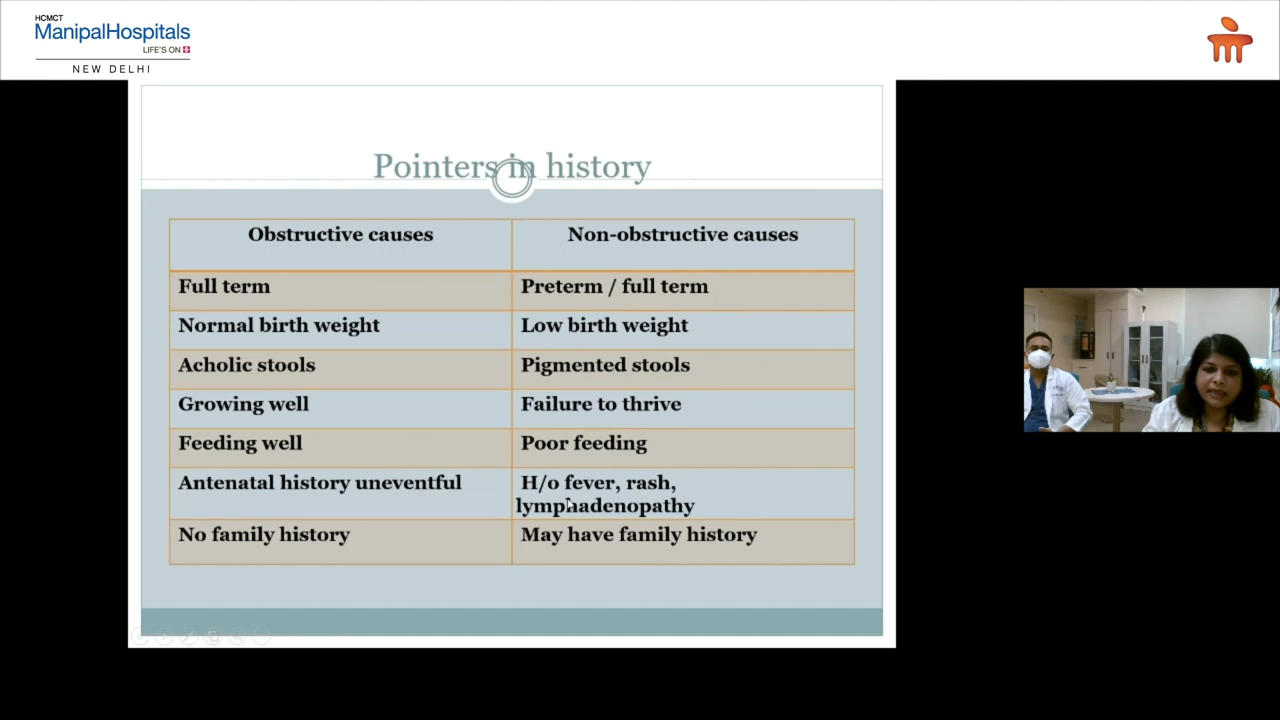 HCMCT
ManipalHospitals
LIFE'S ON
NEW DELHI
Pointers in history
Obstructive causes
Non-obstructive causes
Full term
Preterm / full term
Normal birth weight
Low birth weight
Acholic stools
Pigmented stools
Growing well
Failure to thrive
Feeding well
Poor feeding
Antenatal history uneventful
H/o fever, rash,
lymphadenopathy
No family history
May have family history